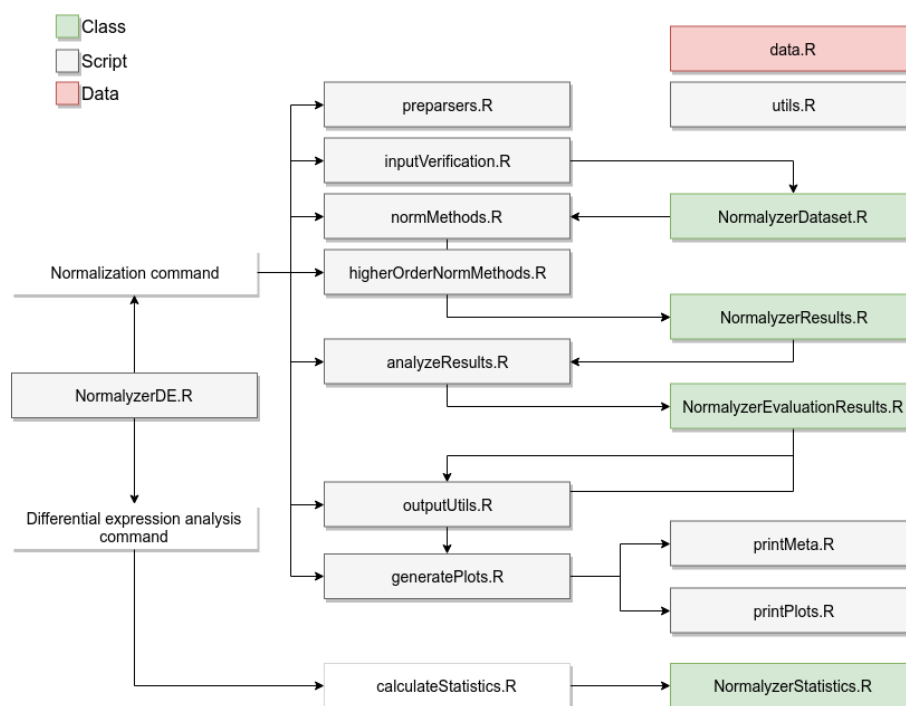 Class
Script
Data
data.R
utils.R
preparsers.R
inputVerification.R
normMethods.R
NormalyzerDataset.R
Normalization command
higherOrderNormMethods.R
NormalyzerResults.R
analyzeResults.R
NormalyzerDE.R
NormalyzerEvaluationResults.R
outputUtils.R
Differential expression analysis
command
printMeta.R
generatePlots.R
printPlots.R
calculateStatistics.R
NormalyzerStatistics.R